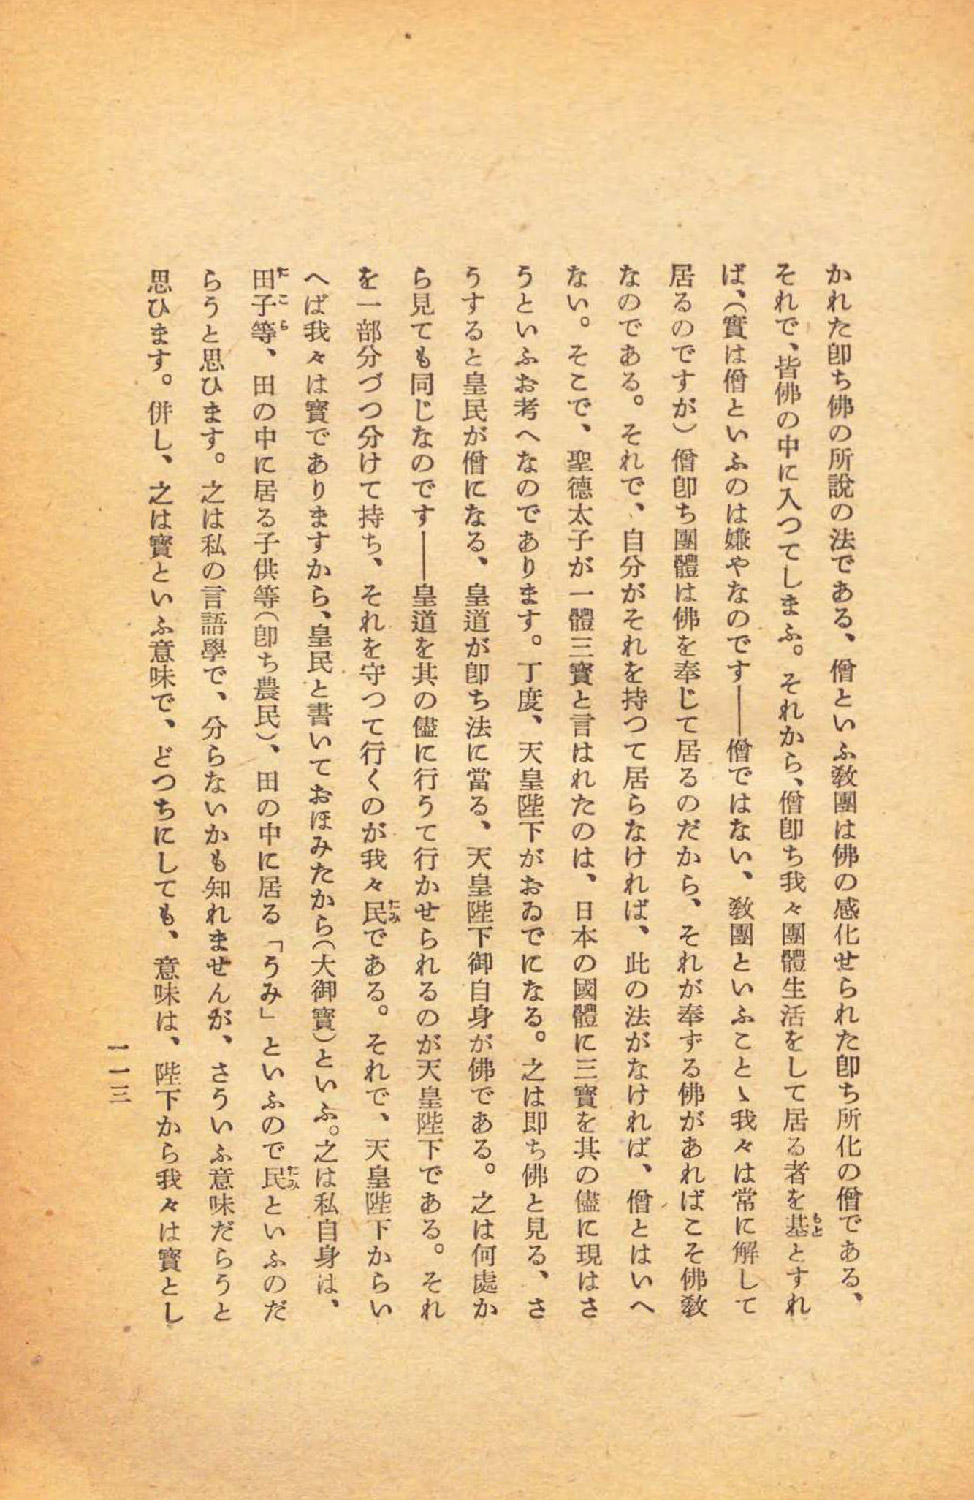 かれた卽ち佛の所說の法である、僧といふ敎團は佛の感化せられた卽ち所化の僧である、
それで、皆佛の中に入つてしまふ。それから、僧卽ち我々團體生活をして居る者を基とすれ
もと
ば、（實は僧といふのは嫌やなのです――僧ではない、敎團といふことゝ我々は常に解して
居るのですが）僧卽ち團體は佛を奉じて居るのだから、それが奉ずる佛があればこそ佛敎
なのである。それで、自分がそれを持つて居らなければ、此の法がなければ、僧とはいへ
ない。そこで、聖德太子が一體三寶と言はれたのは、日本の國體に三寶を其の儘に現はさ
うといふお考へなのであります。丁度、天皇陛下がおゐでになる。之は卽ち佛と見る、さ
うすると皇民が僧になる、皇道が卽ち法に當る、天皇陛下御自身が佛である。之は何處か
ら見ても同じなのです――皇道を其の儘に行うて行かせられるのが天皇陛下である。それ
を一部分づつ分けて持ち、それを守つて行くのが我々民である。それで、天皇陛下からい
たみ
へば我々は寶でありますから、皇民と書いておほみたから（大御寶）といふ。之は私自身は、
田子等、田の中に居る子供等（卽ち農民）、田の中に居る「うみ」といふので民といふのだ
たこら
たみ
らうと思ひます。之は私の言語學で、分らないかも知れませんが、さういふ意味だらうと
思ひます。併し、之は寶といふ意味で、どつちにしても、意味は、陛下から我々は寶とし
一一三